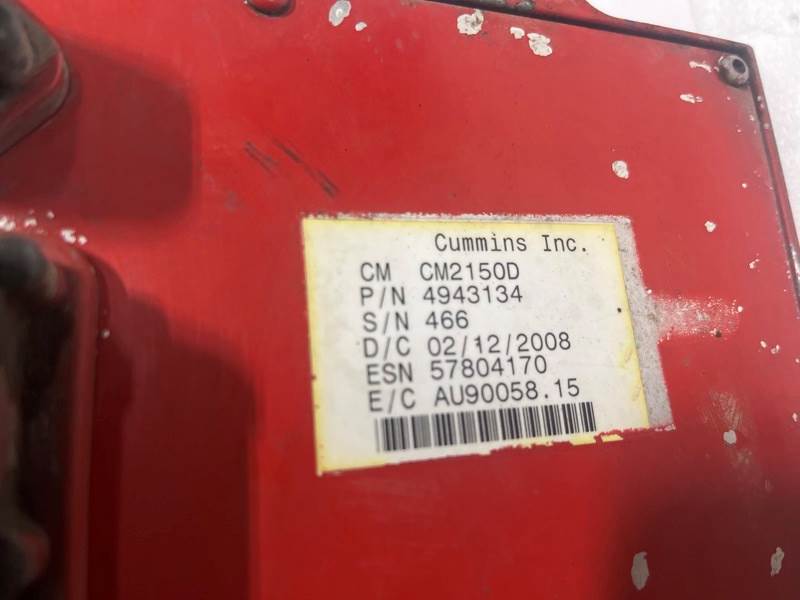 Cummins Inc.
CM CM2150D
P/N 4943134
S/N 466
D/C 02/12/2008
ESN 57804170
E/C AU90058.15